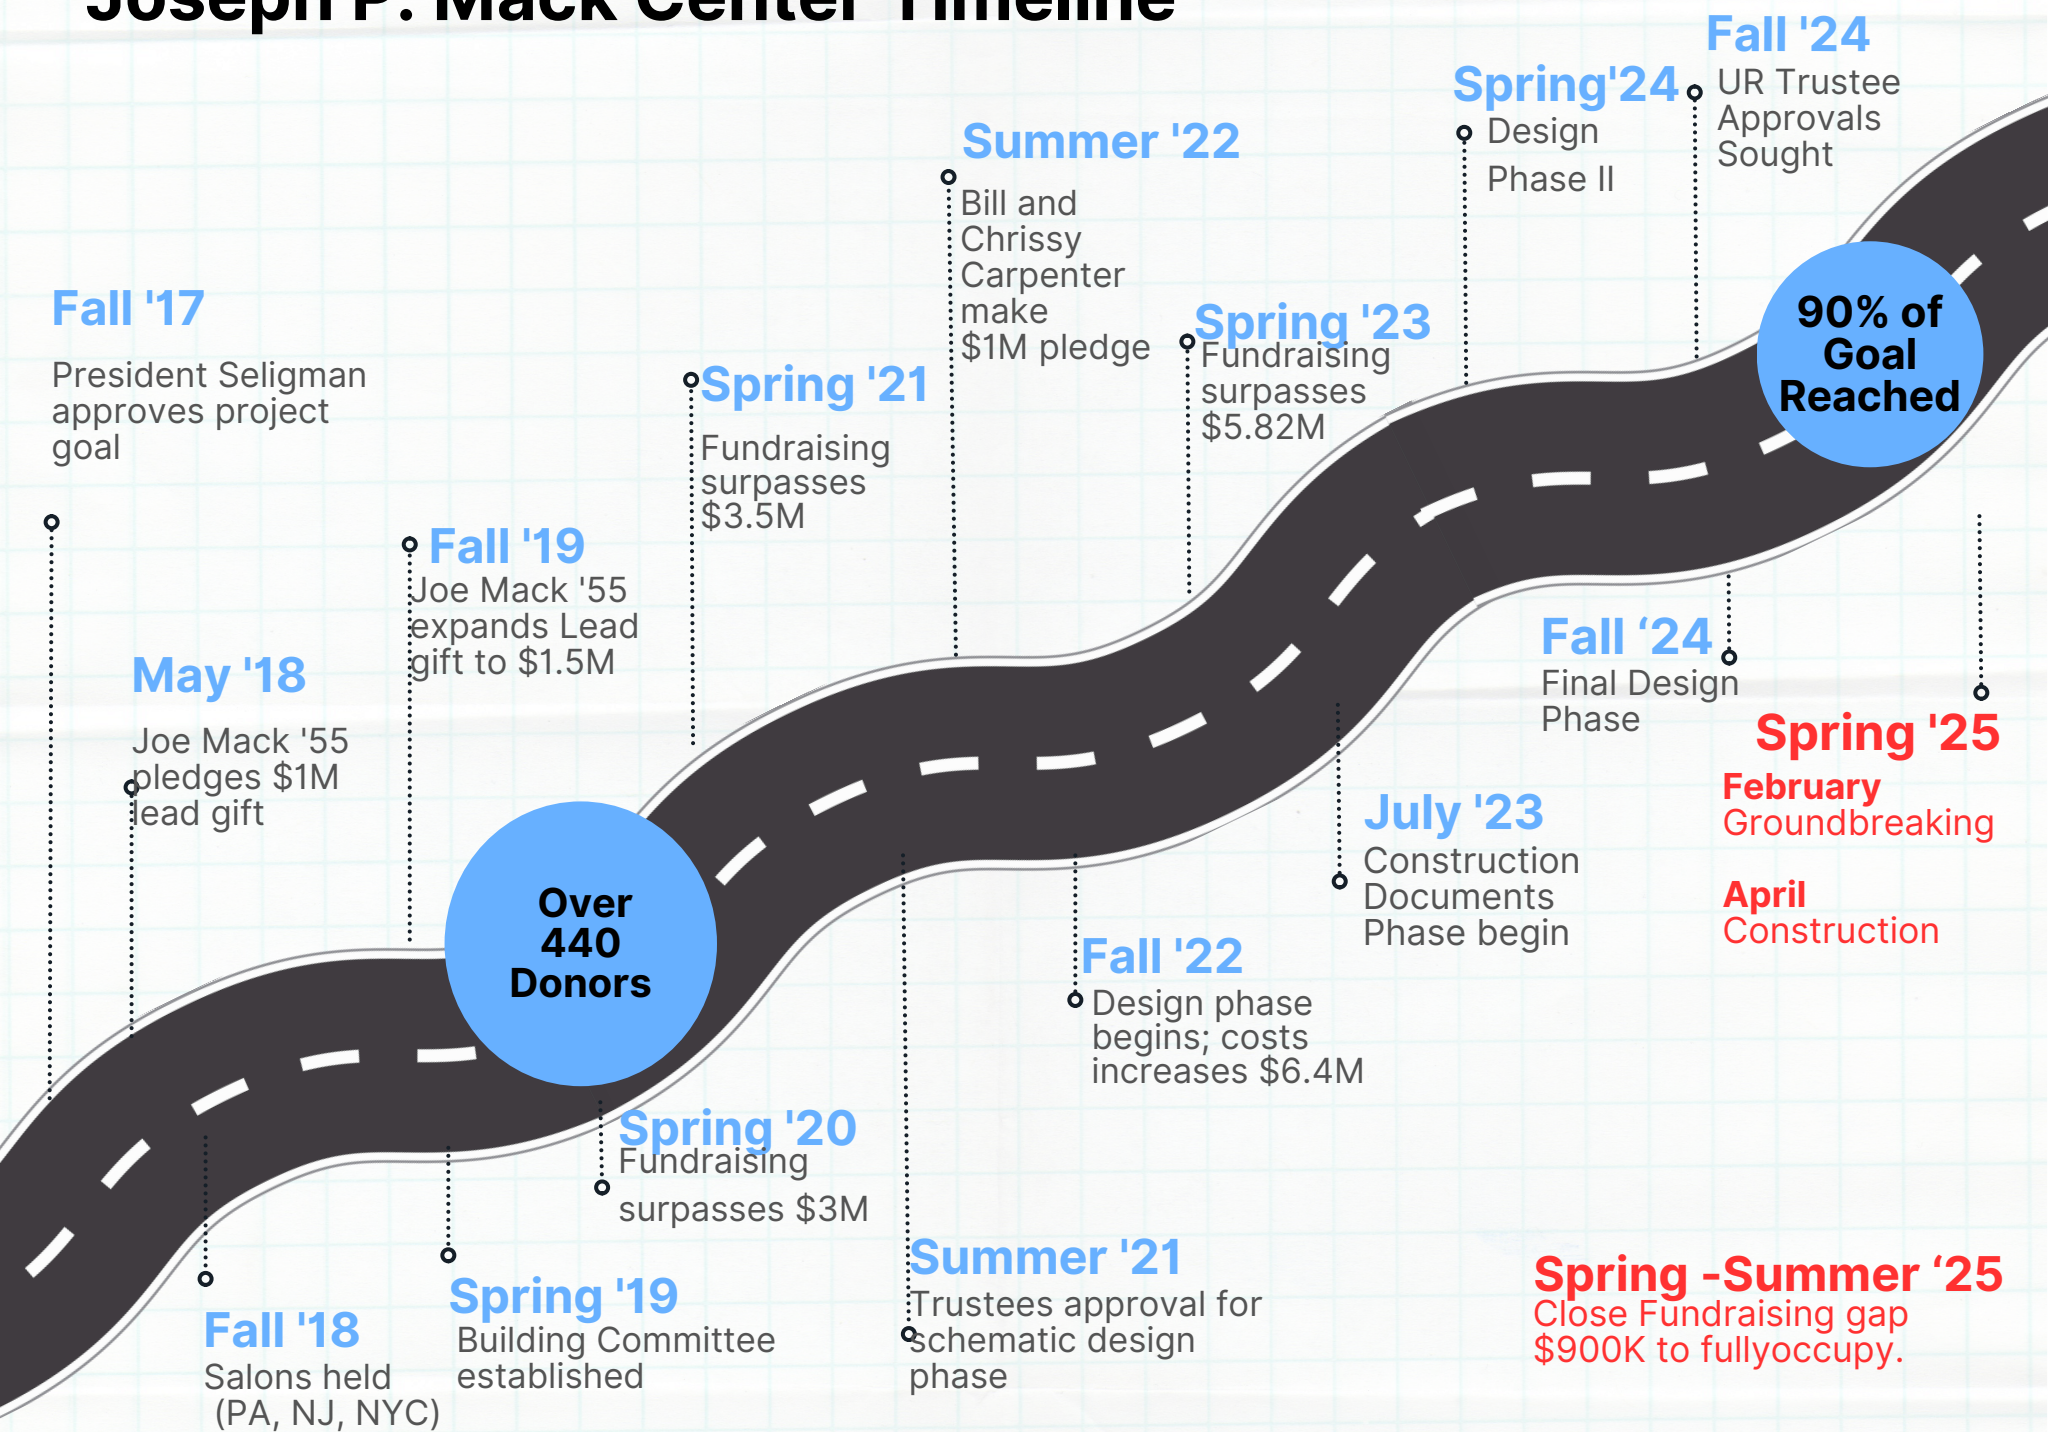 Joseph P. Mack Center Timeline
Fall '17
President Seligman
approves project
goal
May '18
Joe Mack '55
pledges $1M
lead gift
Fall '18
Salons held
(PA, NJ, NYC)
Spring '19
Building Committee
established
Fall '19
Joe Mack '55
expands Lead
gift to $1.5M
Over
440
Donors
Spring '20
Fundraising
surpasses $3M
Spring '21
Fundraising
surpasses
$3.5M
Summer '21
Trustees approval for
schematic design
phase
Summer '22
Bill and
Chrissy
Carpenter
make
$1M pledge
Fall '22
Design phase
begins; costs
increases $6.4M
Spring '23
Fundraising
surpasses
$5.82M
July '23
Construction
Documents
Phase begin
Spring'24
Design
Phase II
Fall '24
UR Trustee
Approvals
Sought
Fall ‘24
Final Design
Phase
90% of
Goal
Reached
Spring '25
February
Groundbreaking
April
Construction
Spring -Summer ‘25
Close Fundraising gap
$900K to fullyoccupy.